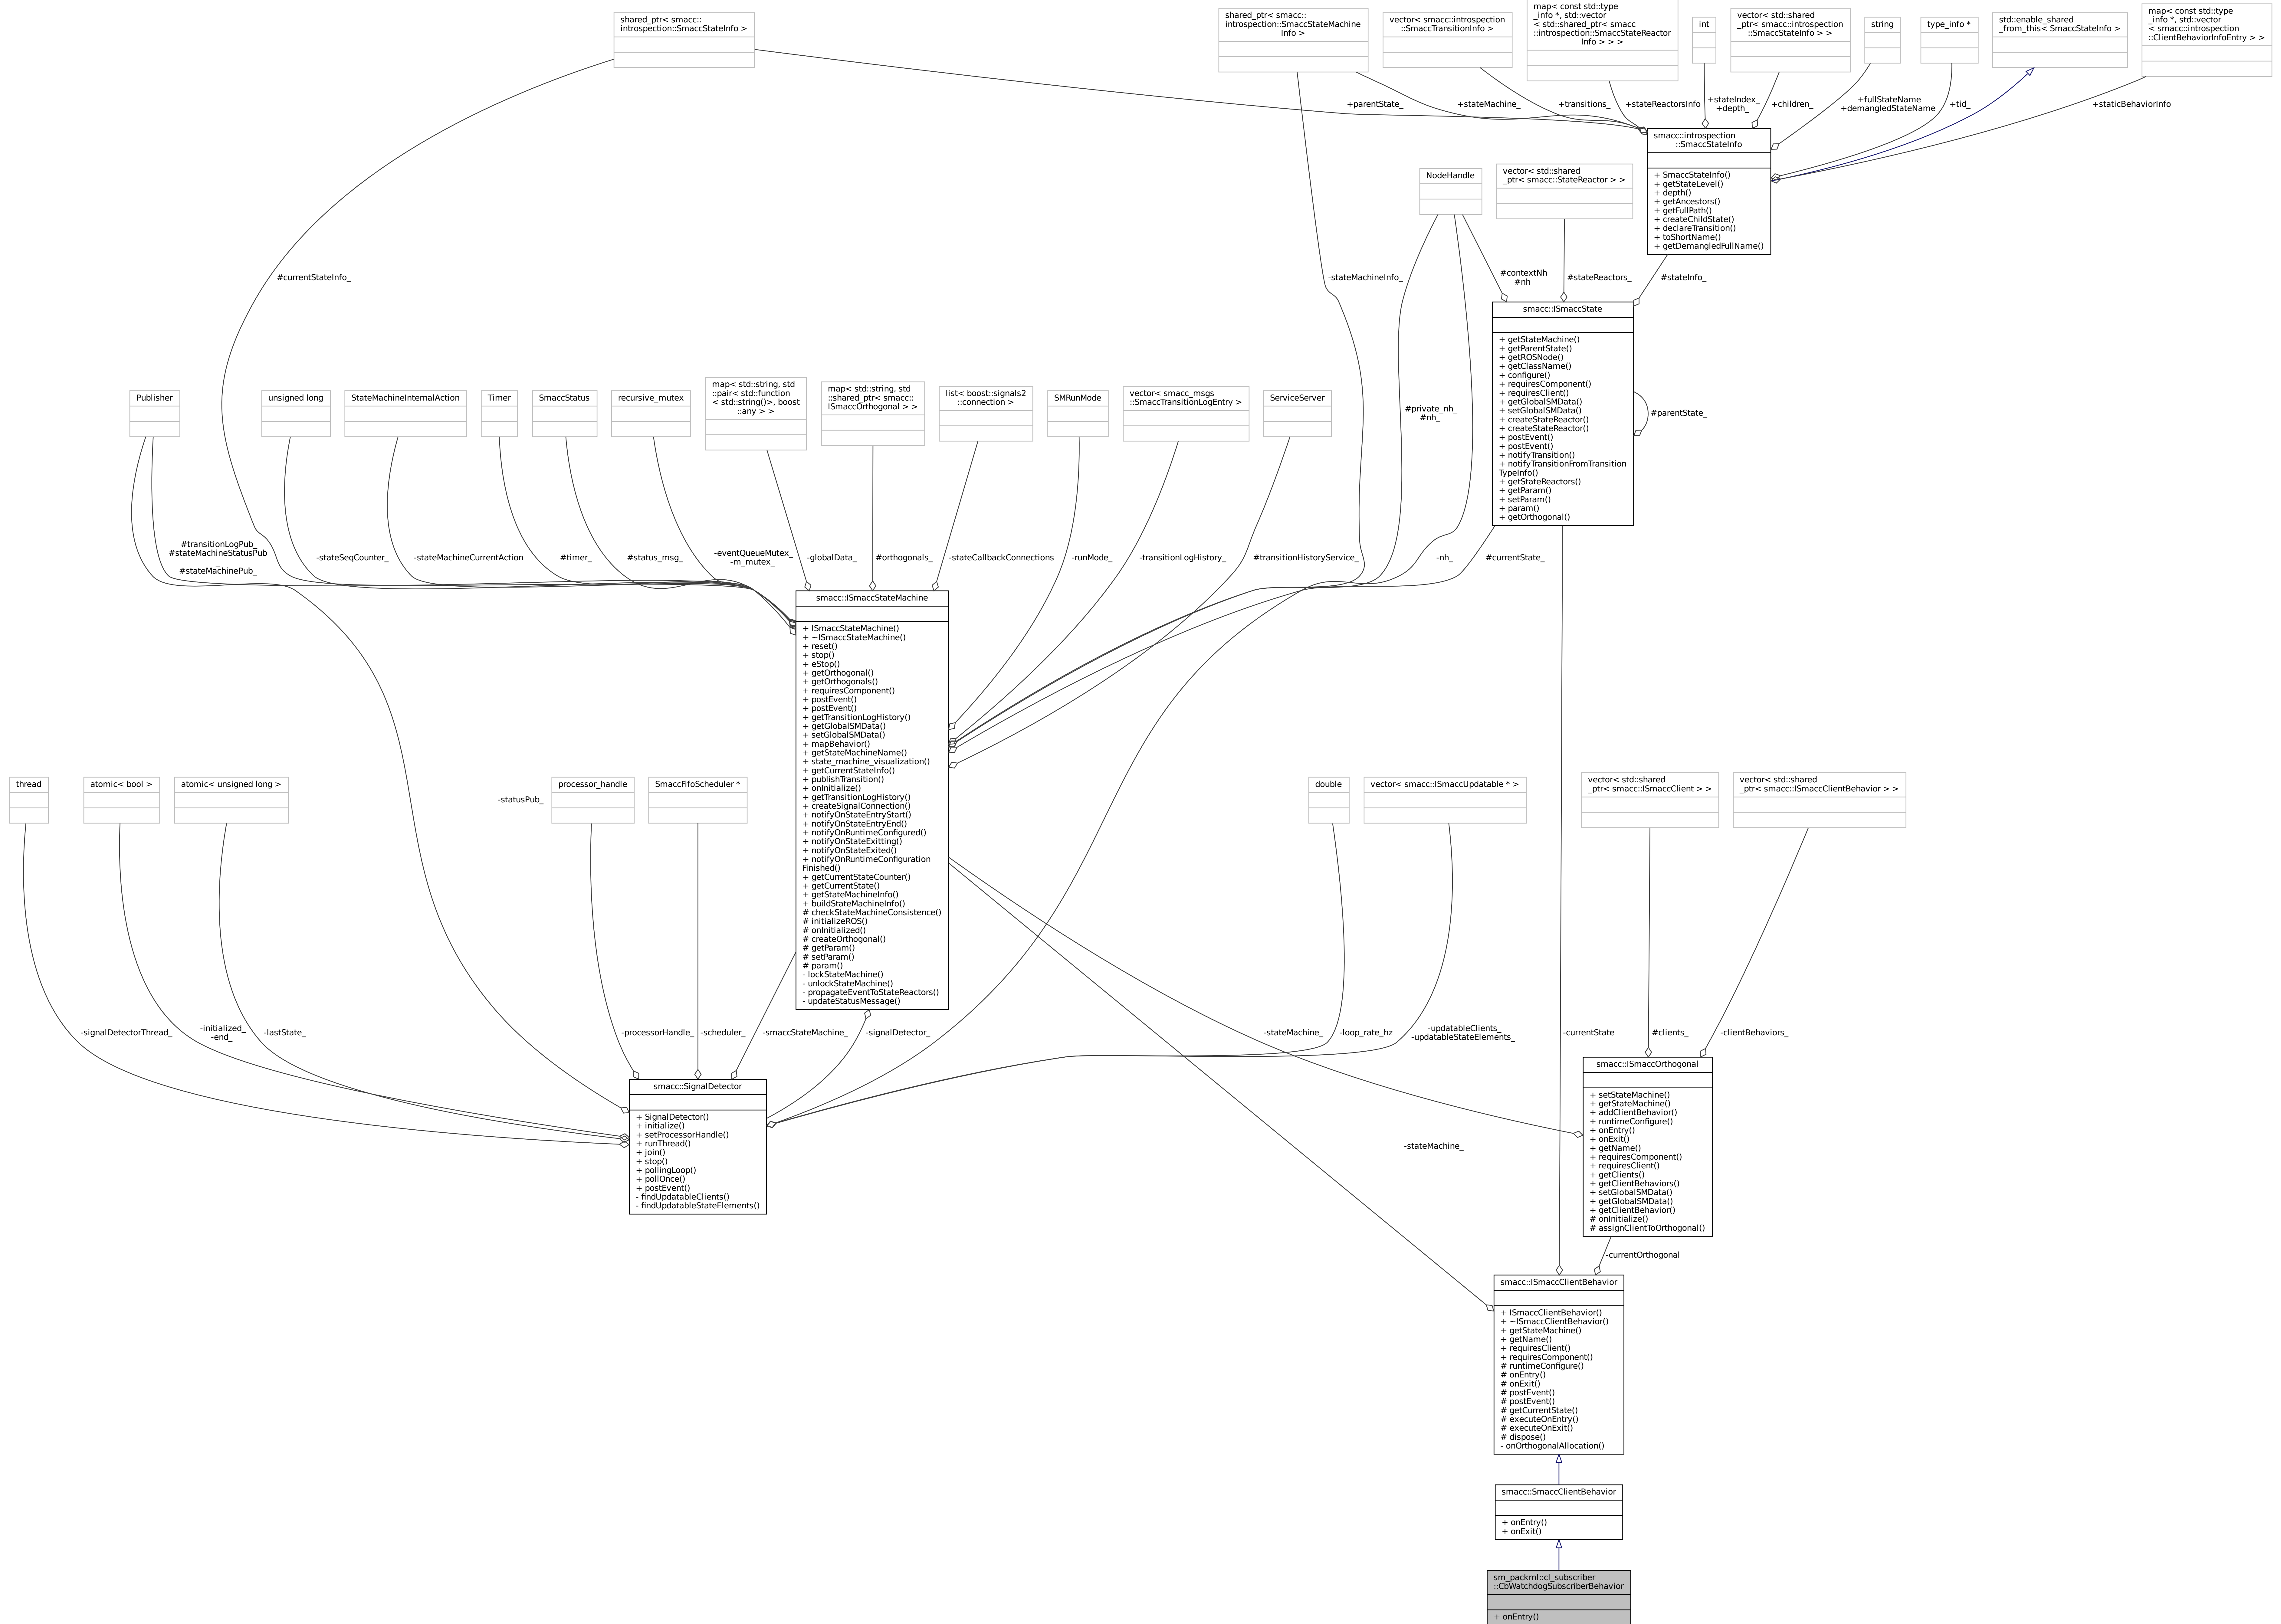 shared_ptr< smacc::
introspection::SmaccStateInfo >
shared_ptr< smacc::
introspection::SmaccStateMachine
Info >
vector< smacc::introspection
::SmaccTransitionInfo >
map< const std::type
_info *, std::vector
< std::shared_ptr< smacc
::introspection::SmaccStateReactor
Info > > >
int
vector< std::shared
_ptr< smacc::introspection
::SmaccStateInfo > >
string
type_info *
std::enable_shared
_from_this< SmaccStateInfo >
map< const std::type
_info *, std::vector
< smacc::introspection
::ClientBehaviorInfoEntry > >
+parentState_
+stateMachine_
+transitions_
+stateReactorsInfo
+stateIndex_
+depth_
+children_
+fullStateName
+demangledStateName
+tid_
+staticBehaviorInfo
smacc::introspection
::SmaccStateInfo
+ SmaccStateInfo()
+ getStateLevel()
+ depth()
+ getAncestors()
+ getFullPath()
+ createChildState()
+ declareTransition()
+ toShortName()
+ getDemangledFullName()
NodeHandle
vector< std::shared
_ptr< smacc::StateReactor > >
#currentStateInfo_
-stateMachineInfo_
#contextNh
#nh
#stateReactors_
#stateInfo_
smacc::ISmaccState
+ getStateMachine()
+ getParentState()
+ getROSNode()
+ getClassName()
+ configure()
+ requiresComponent()
+ requiresClient()
+ getGlobalSMData()
+ setGlobalSMData()
+ createStateReactor()
+ createStateReactor()
+ postEvent()
+ postEvent()
+ notifyTransition()
+ notifyTransitionFromTransition
TypeInfo()
+ getStateReactors()
+ getParam()
+ setParam()
+ param()
+ getOrthogonal()
#parentState_
#private_nh_
#nh_
Publisher
unsigned long
StateMachineInternalAction
Timer
SmaccStatus
recursive_mutex
map< std::string, std
::pair< std::function
< std::string()>, boost
::any > >
map< std::string, std
::shared_ptr< smacc::
ISmaccOrthogonal > >
list< boost::signals2
::connection >
SMRunMode
vector< smacc_msgs
::SmaccTransitionLogEntry >
ServiceServer
#transitionLogPub_
#stateMachineStatusPub
_
#stateMachinePub_
-stateSeqCounter_
-stateMachineCurrentAction
#timer_
#status_msg_
-eventQueueMutex_
-m_mutex_
-globalData_
#orthogonals_
-stateCallbackConnections
-runMode_
-transitionLogHistory_
#transitionHistoryService_
-nh_
#currentState_
smacc::ISmaccStateMachine
+ ISmaccStateMachine()
+ ~ISmaccStateMachine()
+ reset()
+ stop()
+ eStop()
+ getOrthogonal()
+ getOrthogonals()
+ requiresComponent()
+ postEvent()
+ postEvent()
+ getTransitionLogHistory()
+ getGlobalSMData()
+ setGlobalSMData()
+ mapBehavior()
+ getStateMachineName()
+ state_machine_visualization()
+ getCurrentStateInfo()
+ publishTransition()
+ onInitialize()
+ getTransitionLogHistory()
+ createSignalConnection()
+ notifyOnStateEntryStart()
+ notifyOnStateEntryEnd()
+ notifyOnRuntimeConfigured()
+ notifyOnStateExitting()
+ notifyOnStateExited()
+ notifyOnRuntimeConfiguration
Finished()
+ getCurrentStateCounter()
+ getCurrentState()
+ getStateMachineInfo()
+ buildStateMachineInfo()
# checkStateMachineConsistence()
# initializeROS()
# onInitialized()
# createOrthogonal()
# getParam()
# setParam()
# param()
- lockStateMachine()
- unlockStateMachine()
- propagateEventToStateReactors()
- updateStatusMessage()
thread
atomic< bool >
atomic< unsigned long >
-statusPub_
processor_handle
SmaccFifoScheduler *
double
vector< smacc::ISmaccUpdatable * >
vector< std::shared
_ptr< smacc::ISmaccClient > >
vector< std::shared
_ptr< smacc::ISmaccClientBehavior > >
-signalDetectorThread_
-initialized_
-end_
-lastState_
-processorHandle_
-scheduler_
-smaccStateMachine_
-signalDetector_
-stateMachine_
-loop_rate_hz
-updatableClients_
-updatableStateElements_
-currentState
#clients_
-clientBehaviors_
smacc::SignalDetector
+ SignalDetector()
+ initialize()
+ setProcessorHandle()
+ runThread()
+ join()
+ stop()
+ pollingLoop()
+ pollOnce()
+ postEvent()
- findUpdatableClients()
- findUpdatableStateElements()
-stateMachine_
smacc::ISmaccOrthogonal
+ setStateMachine()
+ getStateMachine()
+ addClientBehavior()
+ runtimeConfigure()
+ onEntry()
+ onExit()
+ getName()
+ requiresComponent()
+ requiresClient()
+ getClients()
+ getClientBehaviors()
+ setGlobalSMData()
+ getGlobalSMData()
+ getClientBehavior()
# onInitialize()
# assignClientToOrthogonal()
-currentOrthogonal
smacc::ISmaccClientBehavior
+ ISmaccClientBehavior()
+ ~ISmaccClientBehavior()
+ getStateMachine()
+ getName()
+ requiresClient()
+ requiresComponent()
# runtimeConfigure()
# onEntry()
# onExit()
# postEvent()
# postEvent()
# getCurrentState()
# executeOnEntry()
# executeOnExit()
# dispose()
- onOrthogonalAllocation()
smacc::SmaccClientBehavior
+ onEntry()
+ onExit()
sm_packml::cl_subscriber
::CbWatchdogSubscriberBehavior
+ onEntry()